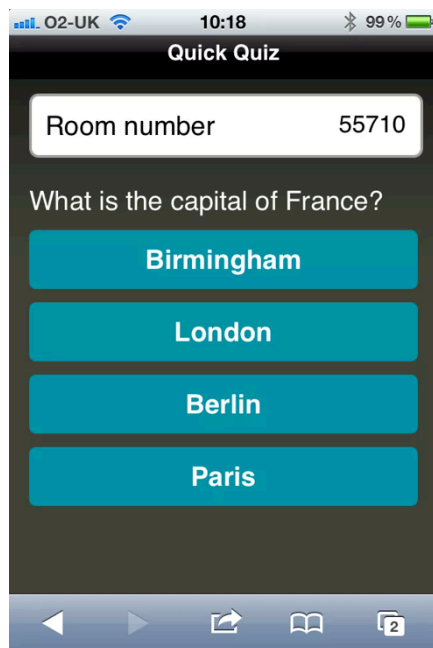 O2-UK 10:18 99%
Quick Quiz
Room number 55710
What is the capital of France?
Birmingham
London
Berlin
Paris
2